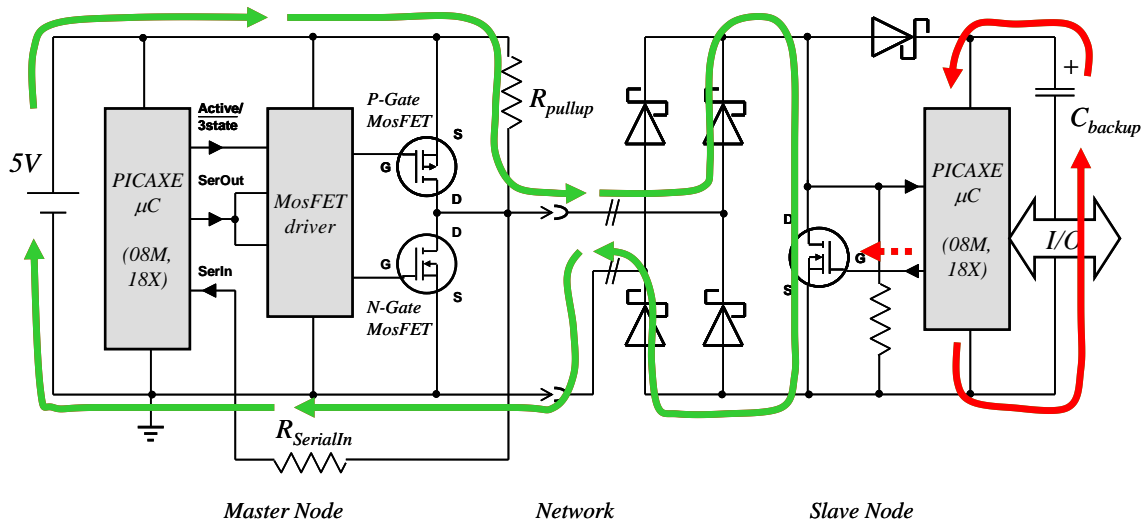 5V
PICAXE
μC
(08M,
18X)
Active/
3state
SerOut
SerIn
MosFET
driver
P-Gate
MosFET
S
G
D
D
G
S
N-Gate
MosFET
R_pullup
R_SerialIn
D
G
S
PICAXE
μC
(08M,
18X)
+
C_backup
I/O
Master Node
Network
Slave Node